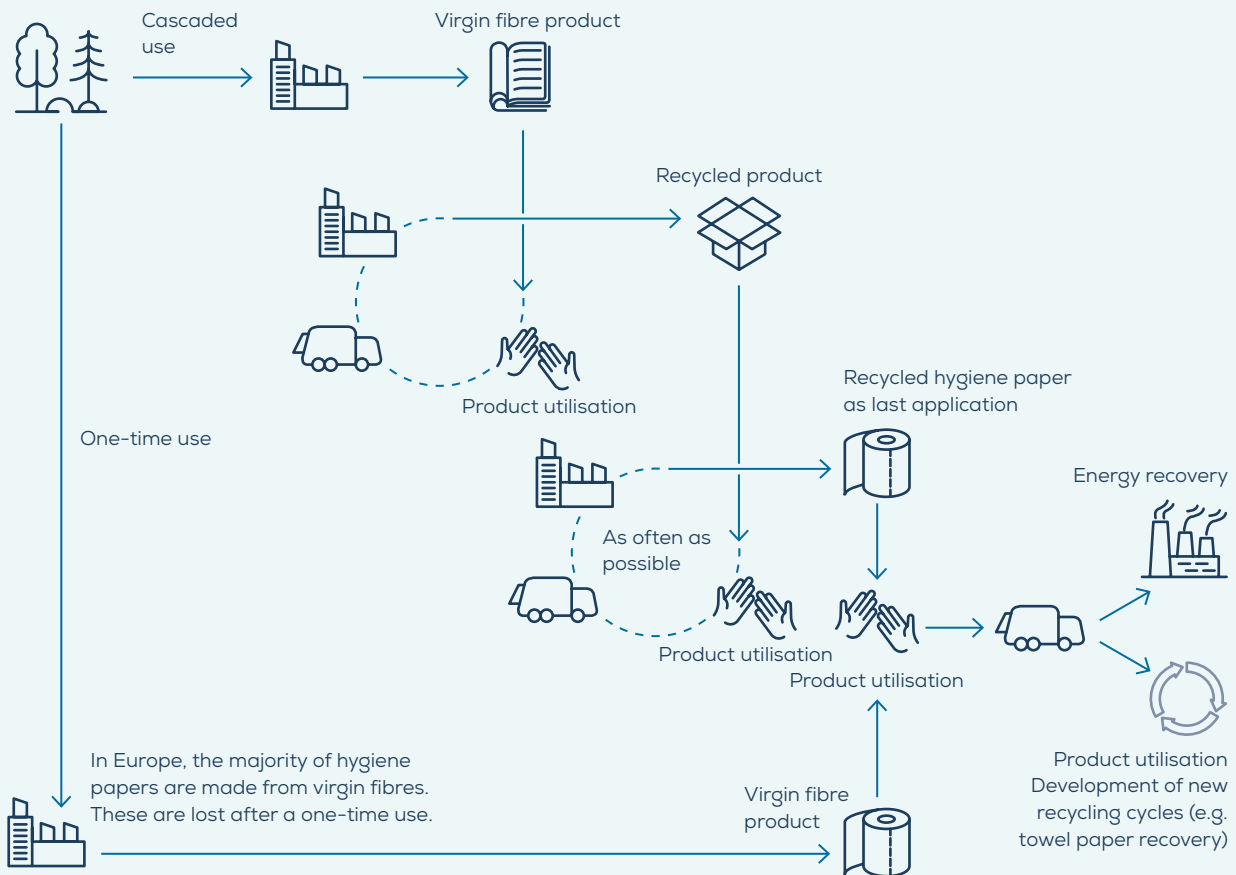 Cascaded
use
Virgin fibre product
Recycled product
Product utilisation
Recycled hygiene paper
as last application
One-time use
Energy recovery
As often as
possible
Product utilisation
Product utilisation
In Europe, the majority of hygiene
papers are made from virgin fibres.
These are lost after a one-time use.
Virgin fibre
product
Product utilisation
Development of new
recycling cycles (e.g.
towel paper recovery)